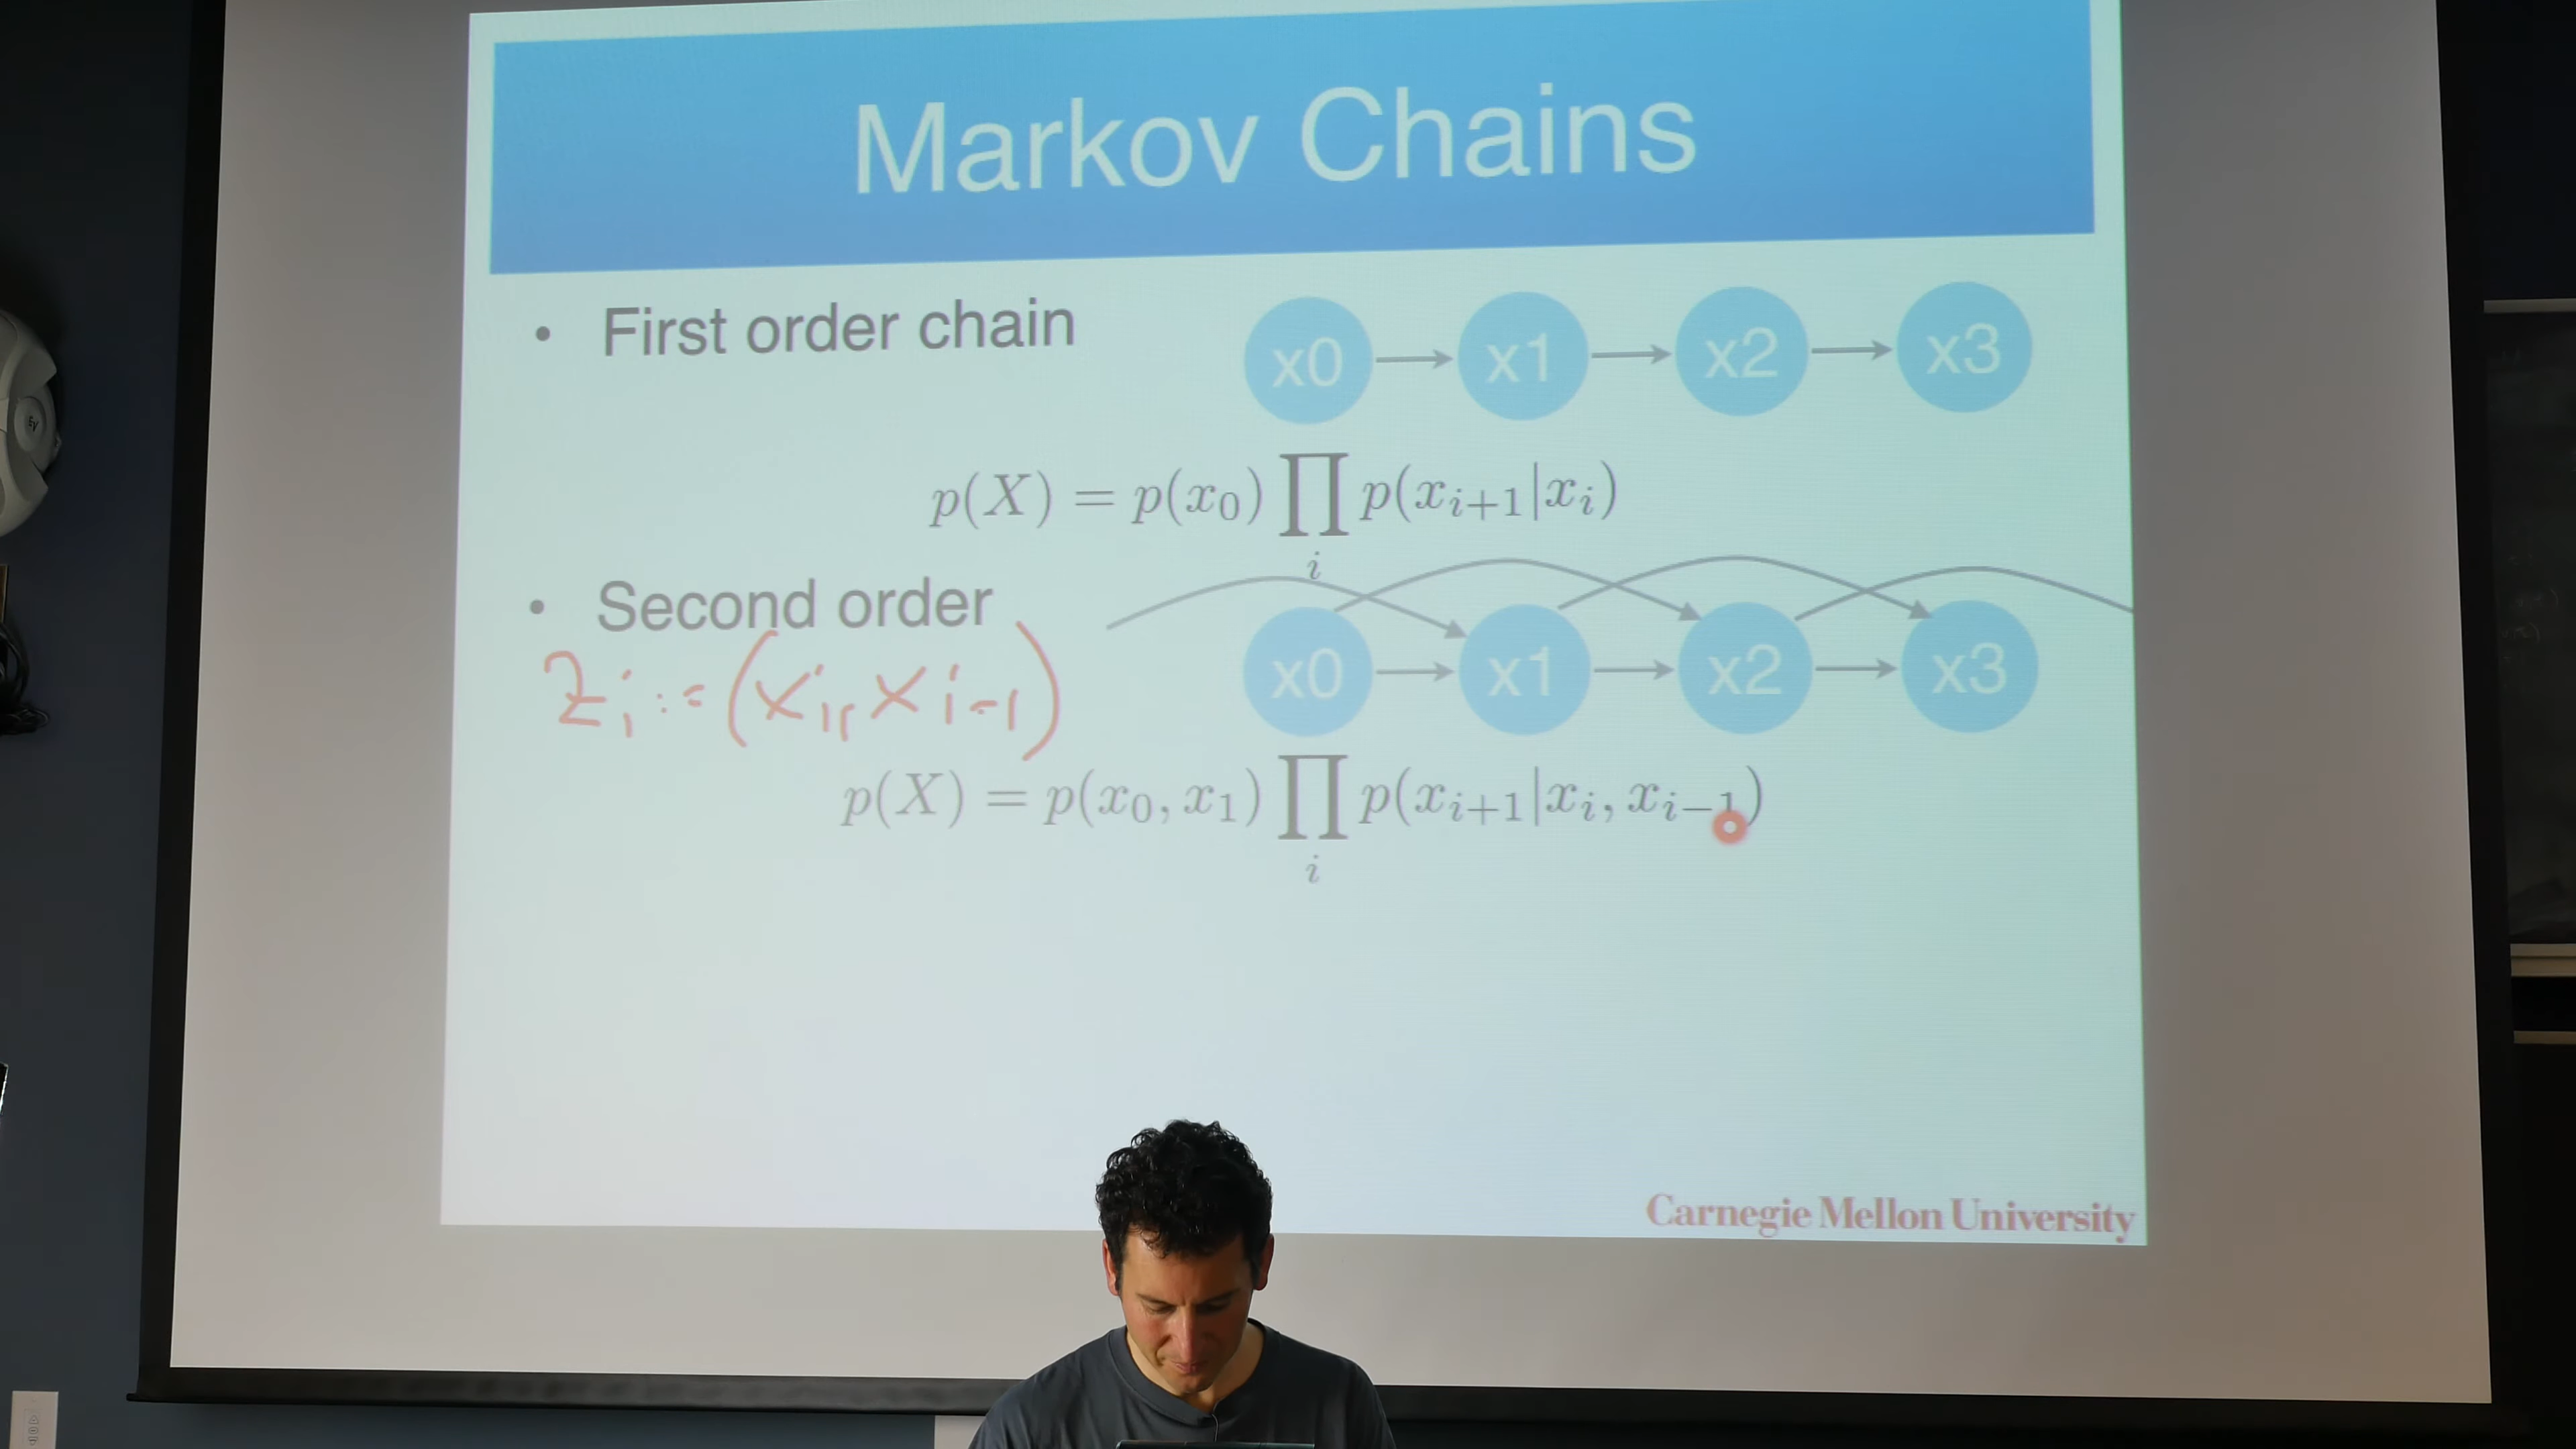 Markov Chains
• First order chain
x0 x1 x2 x3
p(X) = p(x₀) ∏ p(xᵢ₊₁|xᵢ)
i
• Second order
zᵢ := (xᵢ, xᵢ₋₁)
x0 x1 x2 x3
p(X) = p(x₀, x₁) ∏ p(xᵢ₊₁|xᵢ, xᵢ₋₁)
i
Carnegie Mellon University